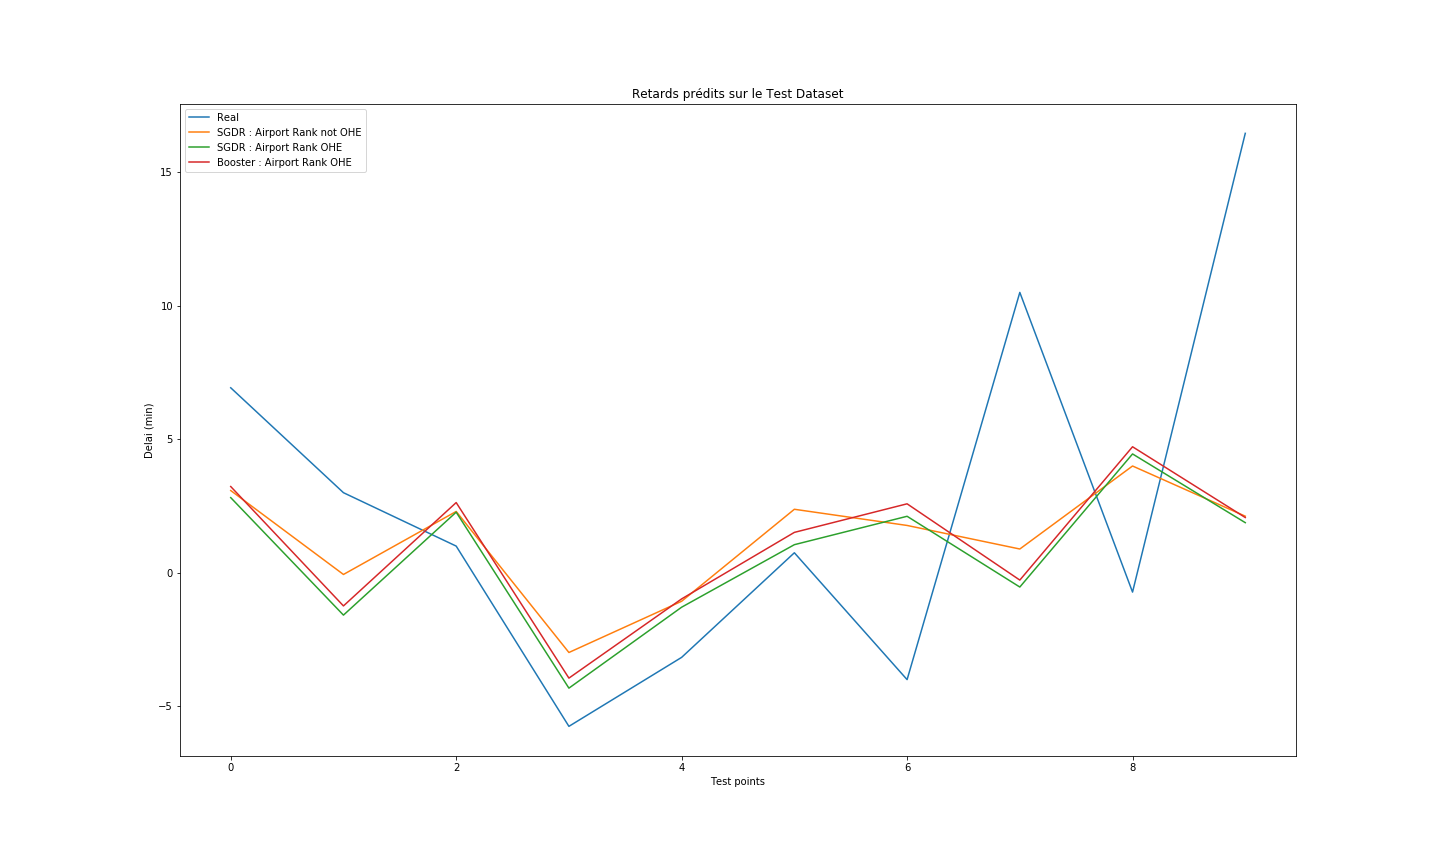 Retards prédits sur le Test Dataset
Real
SGDR : Airport Rank not OHE
SGDR : Airport Rank OHE
Booster : Airport Rank OHE
15
10
5
0
−5
Delai (min)
0 2 4 6 8
Test points